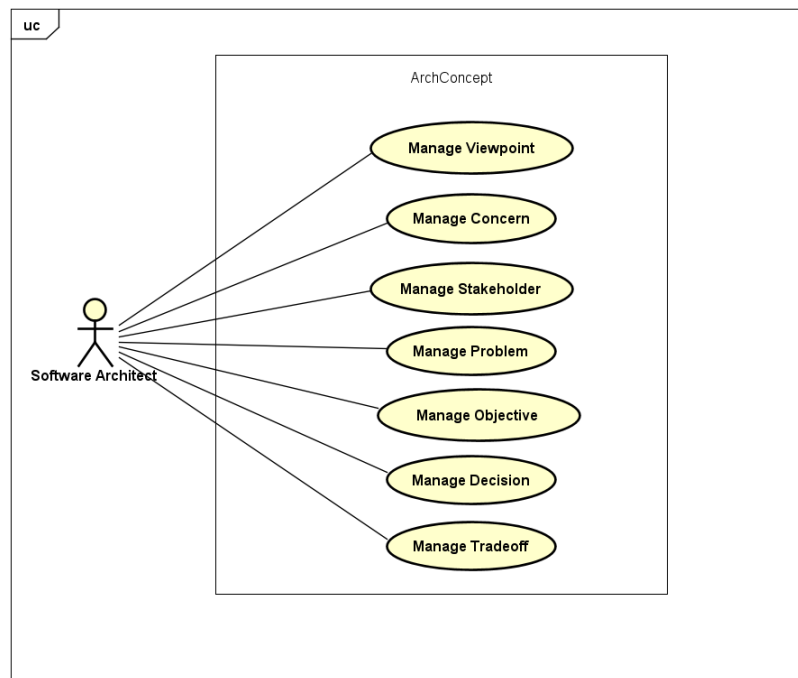 uc
ArchConcept
Manage Viewpoint
Manage Concern
Manage Stakeholder
Manage Problem
Software Architect
Manage Objective
Manage Decision
Manage Tradeoff